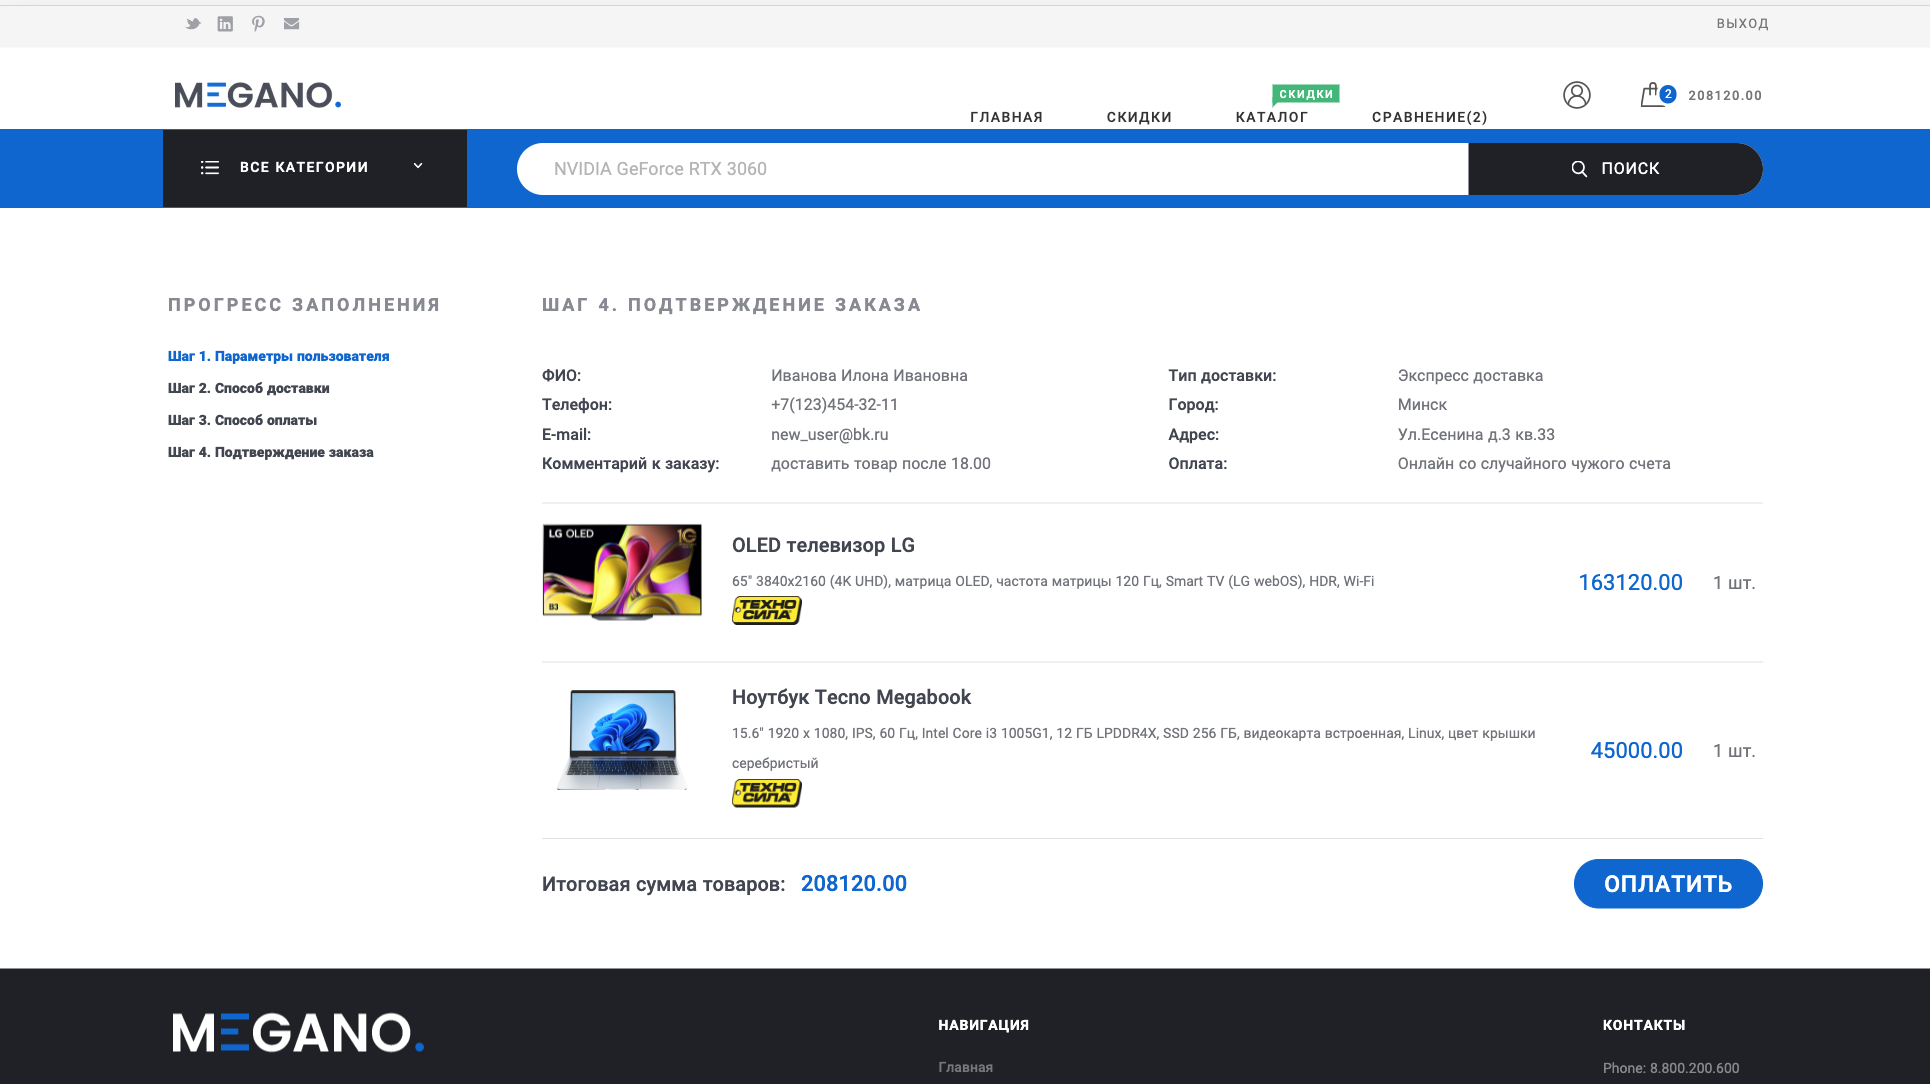 ВЫХОД
MEGANO.
СКИДКИ
ГЛАВНАЯ СКИДКИ КАТАЛОГ СРАВНЕНИЕ(2)
2 208120.00
ВСЕ КАТЕГОРИИ
NVIDIA GeForce RTX 3060
ПОИСК
ПРОГРЕСС ЗАПОЛНЕНИЯ
Шаг 1. Параметры пользователя
Шаг 2. Способ доставки
Шаг 3. Способ оплаты
Шаг 4. Подтверждение заказа
ШАГ 4. ПОДТВЕРЖДЕНИЕ ЗАКАЗА
ФИО: Иванова Илона Ивановна
Телефон: +7(123)454-32-11
E-mail: new_user@bk.ru
Комментарий к заказу: доставить товар после 18.00
Тип доставки: Экспресс доставка
Город: Минск
Адрес: Ул.Есенина д.3 кв.33
Оплата: Онлайн со случайного чужого счета
LG OLED
B3
OLED телевизор LG
65" 3840x2160 (4K UHD), матрица OLED, частота матрицы 120 Гц, Smart TV (LG webOS), HDR, Wi-Fi
ТЕХНО
СИЛА
163120.00 1 шт.
Ноутбук Tecno Megabook
15.6" 1920 x 1080, IPS, 60 Гц, Intel Core i3 1005G1, 12 ГБ LPDDR4X, SSD 256 ГБ, видеокарта встроенная, Linux, цвет крышки
серебристый
ТЕХНО
СИЛА
45000.00 1 шт.
Итоговая сумма товаров: 208120.00
ОПЛАТИТЬ
MEGANO.
НАВИГАЦИЯ
Главная
КОНТАКТЫ
Phone: 8.800.200.600